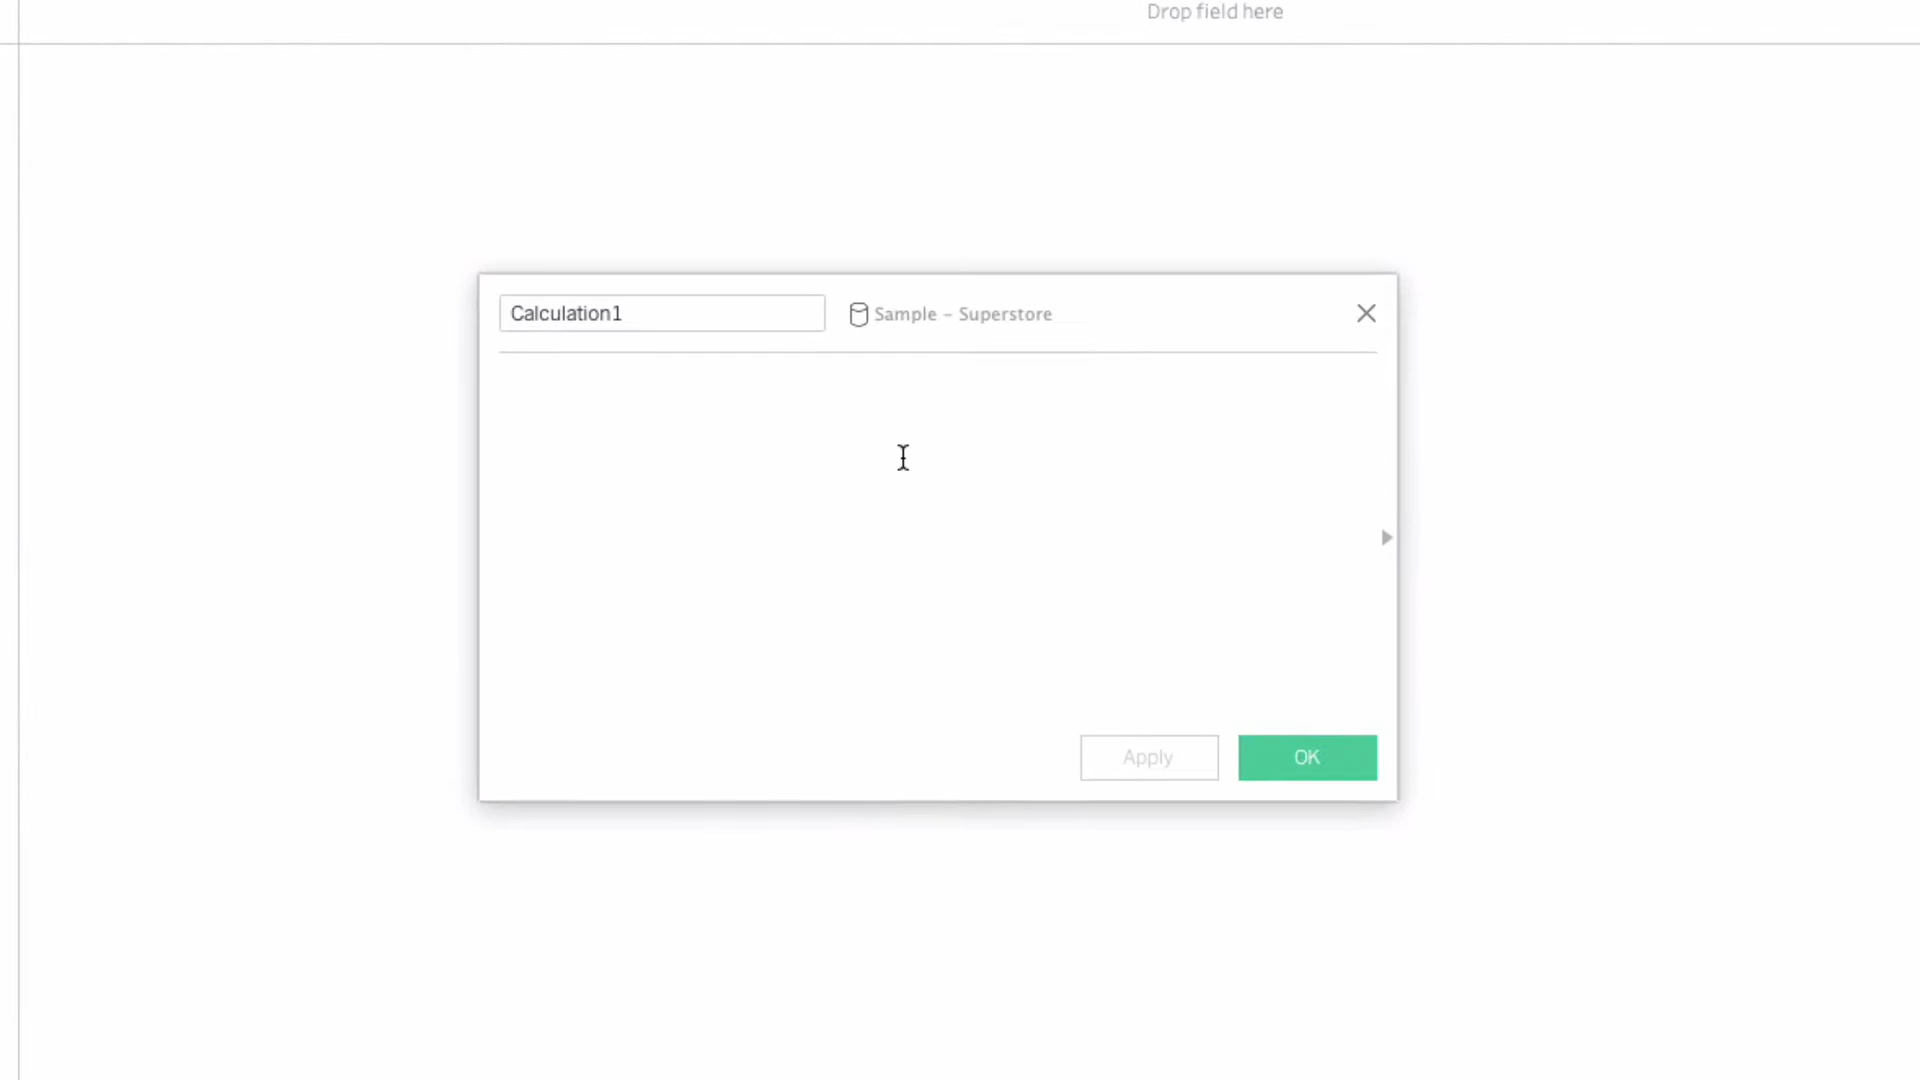 Drop field here
Calculation1
Sample – Superstore
Apply
OK